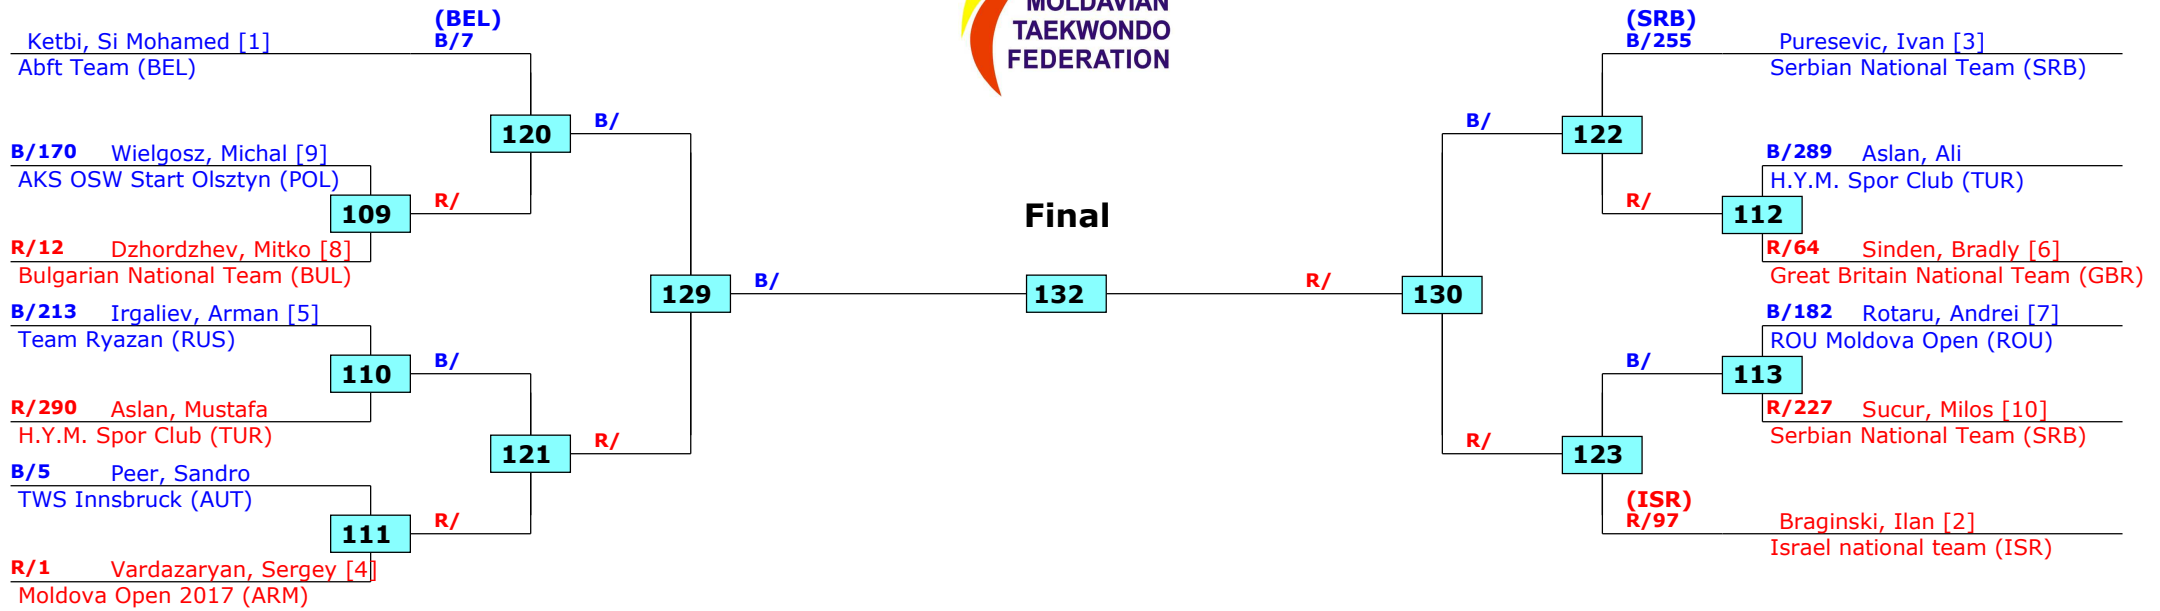 MOLDAVIAN
TAEKWONDO
FEDERATION
(BEL)
Ketbi, Si Mohamed [1] B/7
Abft Team (BEL)
120 B/
B/170 Wielgosz, Michal [9]
AKS OSW Start Olsztyn (POL)
109 R/
R/12 Dzhordzhev, Mitko [8]
Bulgarian National Team (BUL)
129 B/
B/213 Irgaliev, Arman [5]
Team Ryazan (RUS)
110 B/
R/290 Aslan, Mustafa
H.Y.M. Spor Club (TUR)
121 R/
B/5 Peer, Sandro
TWS Innsbruck (AUT)
111 R/
R/1 Vardazaryan, Sergey [4]
Moldova Open 2017 (ARM)
Final
132
(SRB)
B/255 Puresevic, Ivan [3]
Serbian National Team (SRB)
B/ 122
B/289 Aslan, Ali
H.Y.M. Spor Club (TUR)
R/ 112
R/64 Sinden, Bradly [6]
Great Britain National Team (GBR)
R/ 130
B/182 Rotaru, Andrei [7]
ROU Moldova Open (ROU)
B/ 113
R/227 Sucur, Milos [10]
Serbian National Team (SRB)
R/ 123
(ISR)
R/97 Braginski, Ilan [2]
Israel national team (ISR)